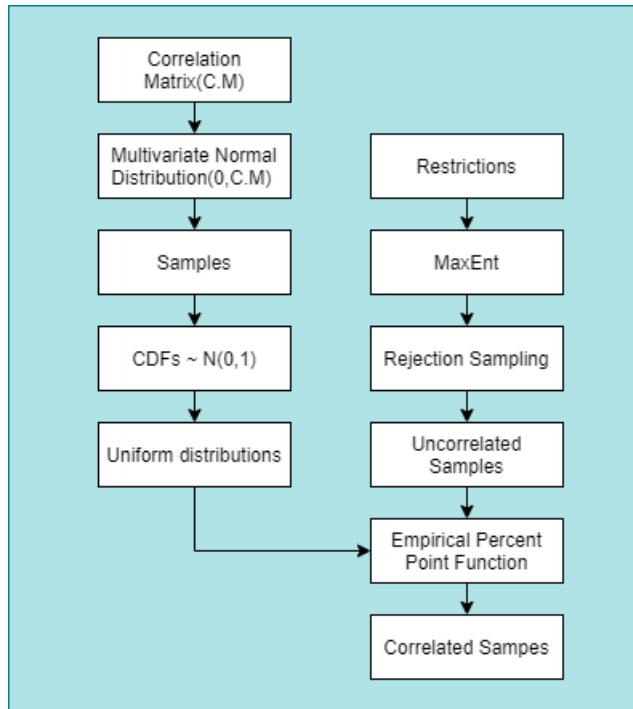 Correlation
Matrix(C.M)
Multivariate Normal
Distribution(0,C.M)
Samples
CDFs ~ N(0,1)
Uniform distributions
Restrictions
MaxEnt
Rejection Sampling
Uncorrelated
Samples
Empirical Percent
Point Function
Correlated Sampes